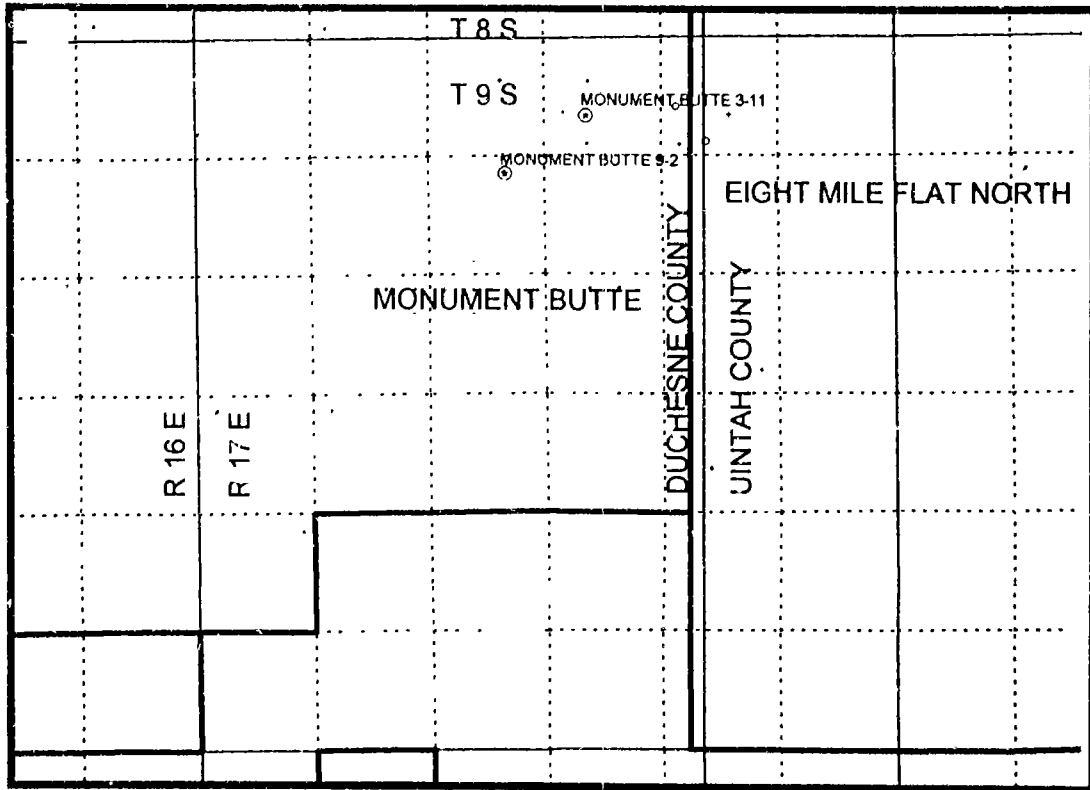 T 8 S
T 9 S
MONUMENT BUTTE 3-11
MONUMENT BUTTE 9-2
EIGHT MILE FLAT NORTH
MONUMENT BUTTE
DUCHESNE COUNTY
UINTAH COUNTY
R 16 E
R 17 E